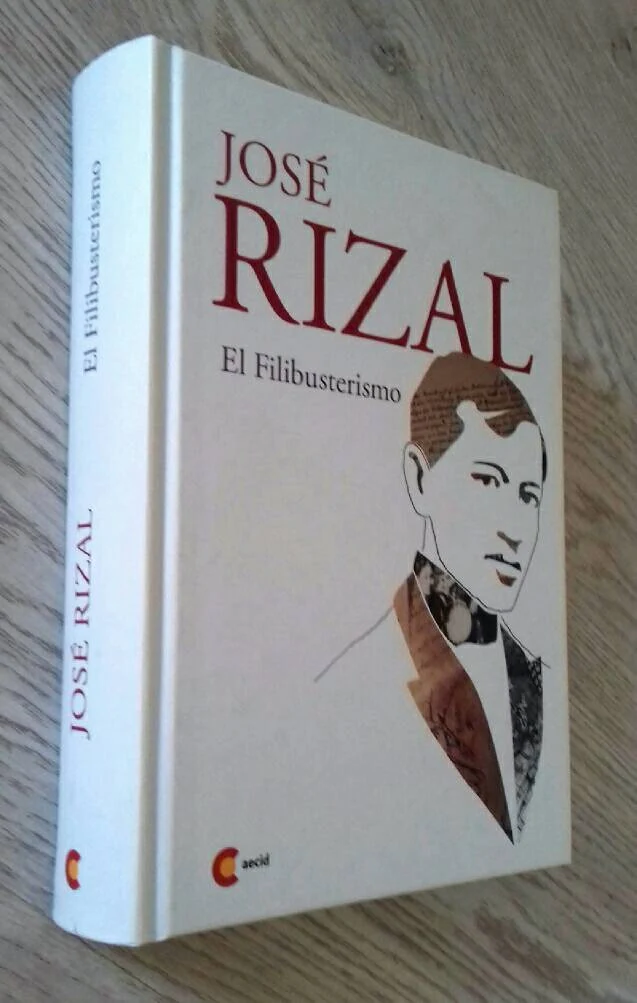 JOSÉ
RIZAL
El Filibusterismo
aecid
El Filibusterismo
JOSÉ RIZAL